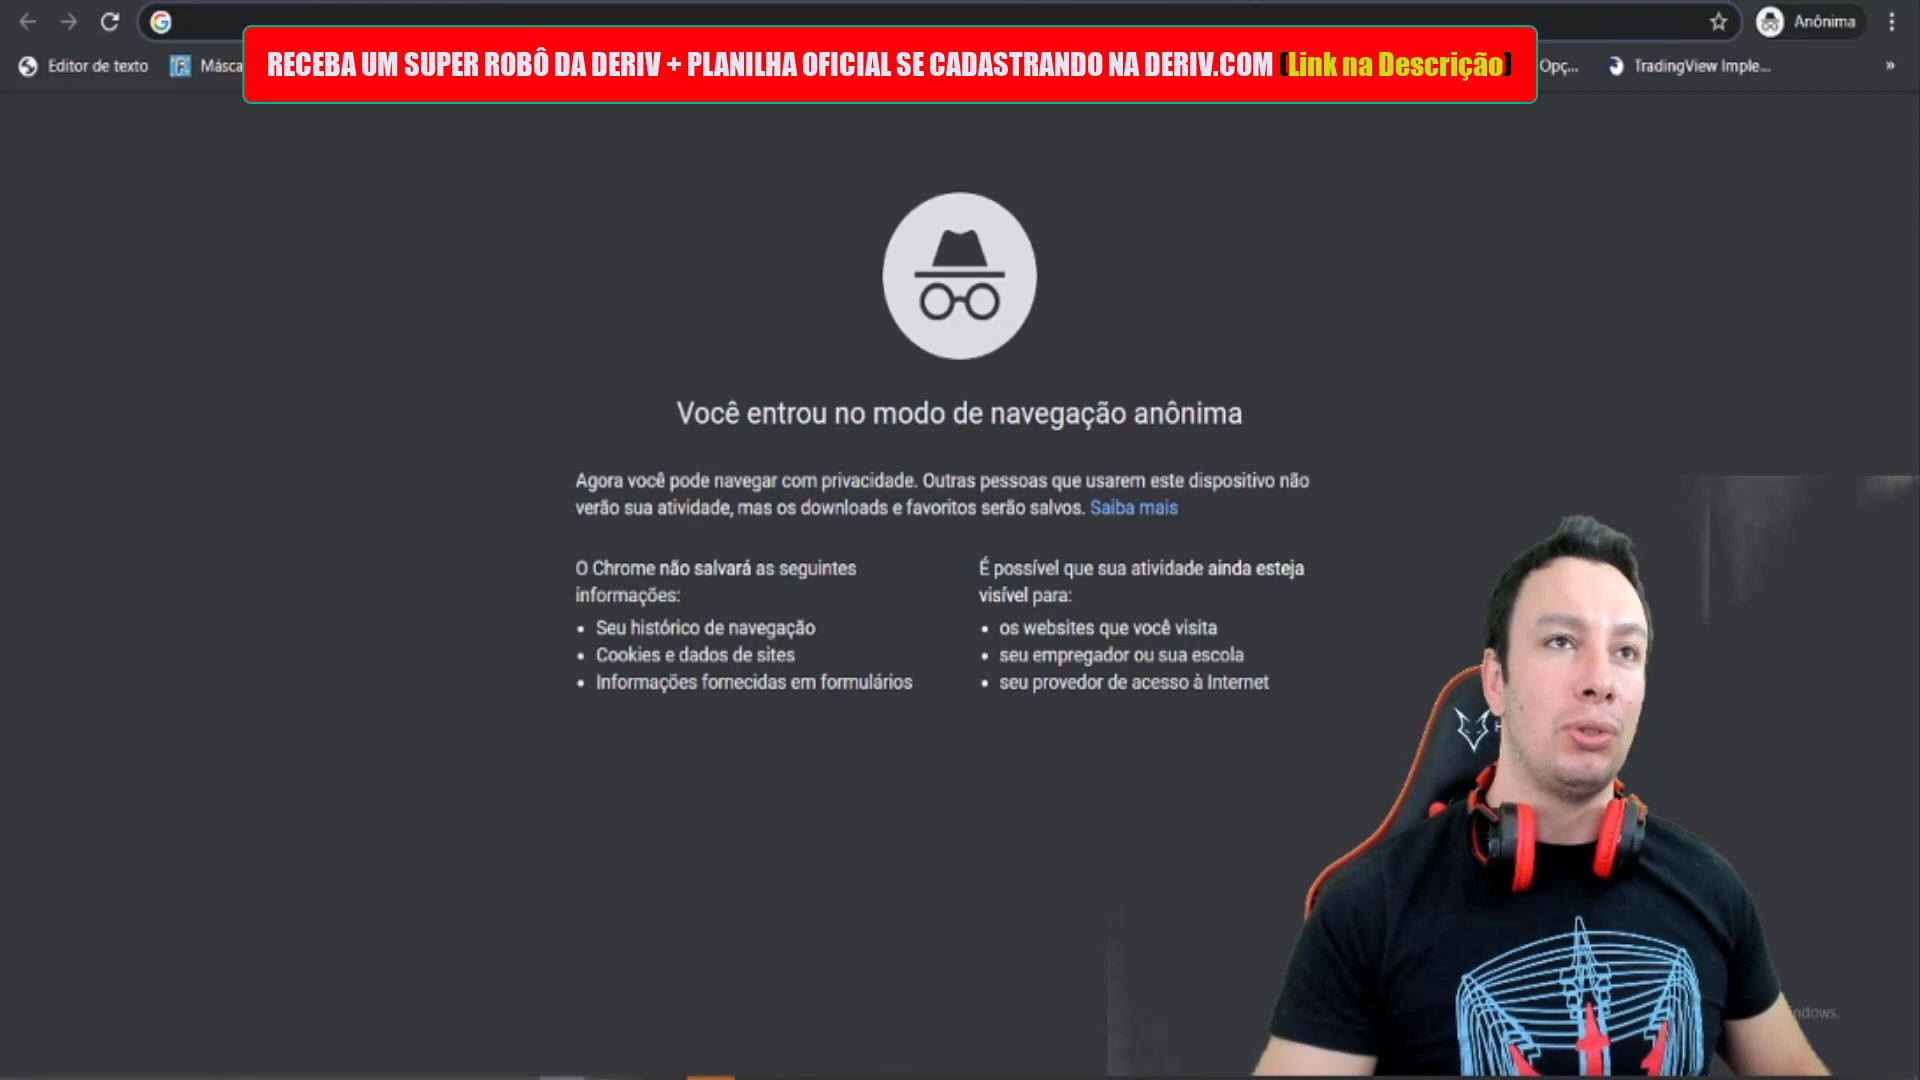 Anônima
Editor de texto
Másca
RECEBA UM SUPER ROBÔ DA DERIV + PLANILHA OFICIAL SE CADASTRANDO NA DERIV.COM (Link na Descrição)
Opç...
TradingView Imple...
»
Você entrou no modo de navegação anônima
Agora você pode navegar com privacidade. Outras pessoas que usarem este dispositivo não
verão sua atividade, mas os downloads e favoritos serão salvos. Saiba mais
O Chrome não salvará as seguintes
informações:
• Seu histórico de navegação
• Cookies e dados de sites
• Informações fornecidas em formulários
É possível que sua atividade ainda esteja
visível para:
• os websites que você visita
• seu empregador ou sua escola
• seu provedor de acesso à Internet
indows.